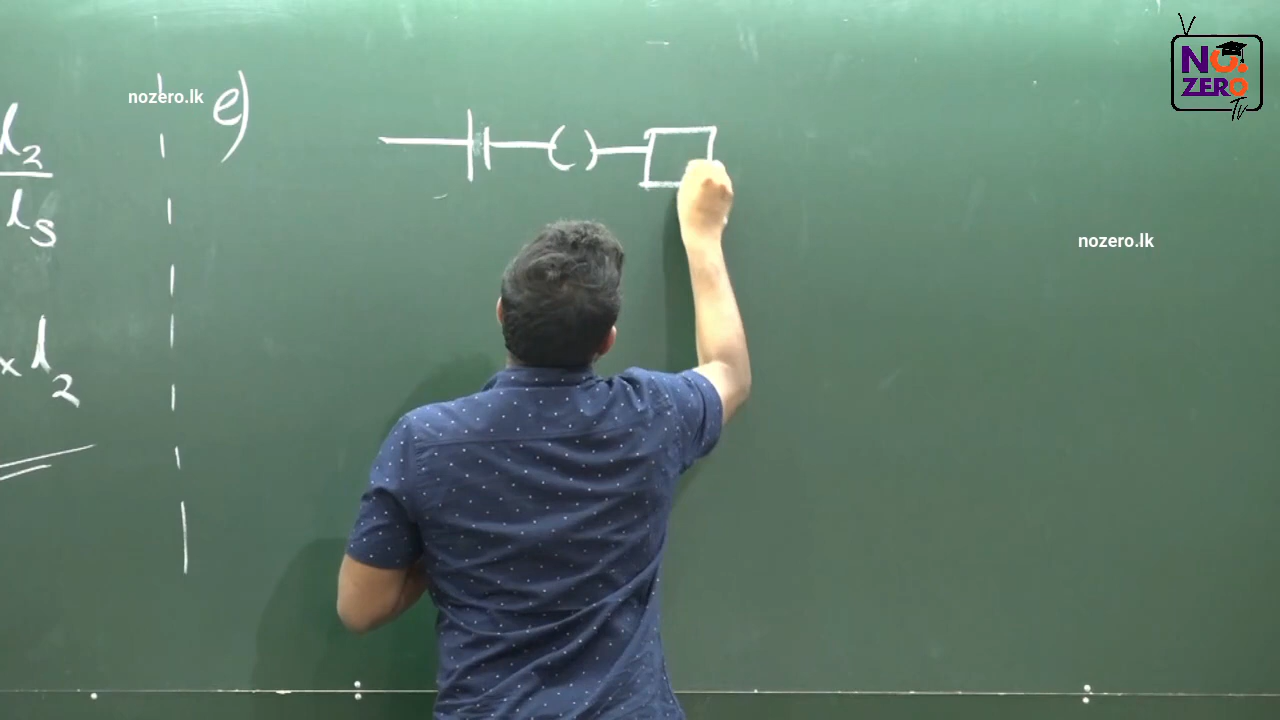 l₂
l₅
x l₂
e)
nozero.lk
nozero.lk
NO.
ZERO
Tv